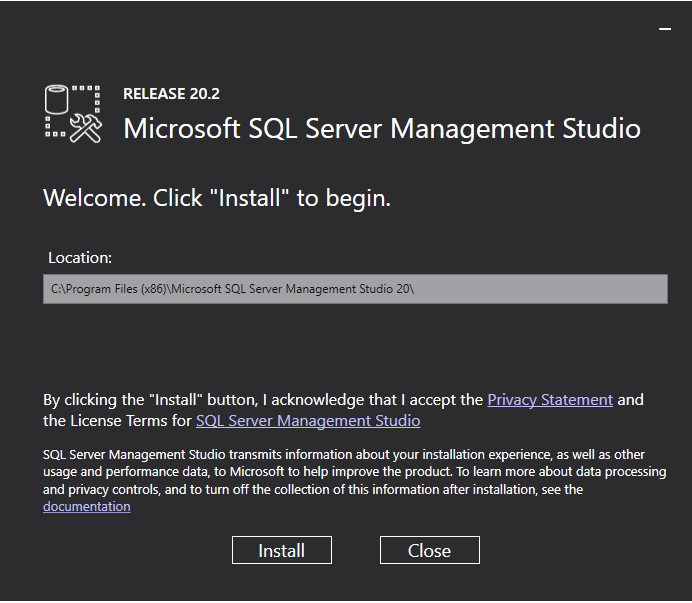 RELEASE 20.2
Microsoft SQL Server Management Studio
Welcome. Click "Install" to begin.
Location:
C:\Program Files (x86)\Microsoft SQL Server Management Studio 20\
By clicking the "Install" button, I acknowledge that I accept the Privacy Statement and
the License Terms for SQL Server Management Studio
SQL Server Management Studio transmits information about your installation experience, as well as other
usage and performance data, to Microsoft to help improve the product. To learn more about data processing
and privacy controls, and to turn off the collection of this information after installation, see the
documentation
Install Close